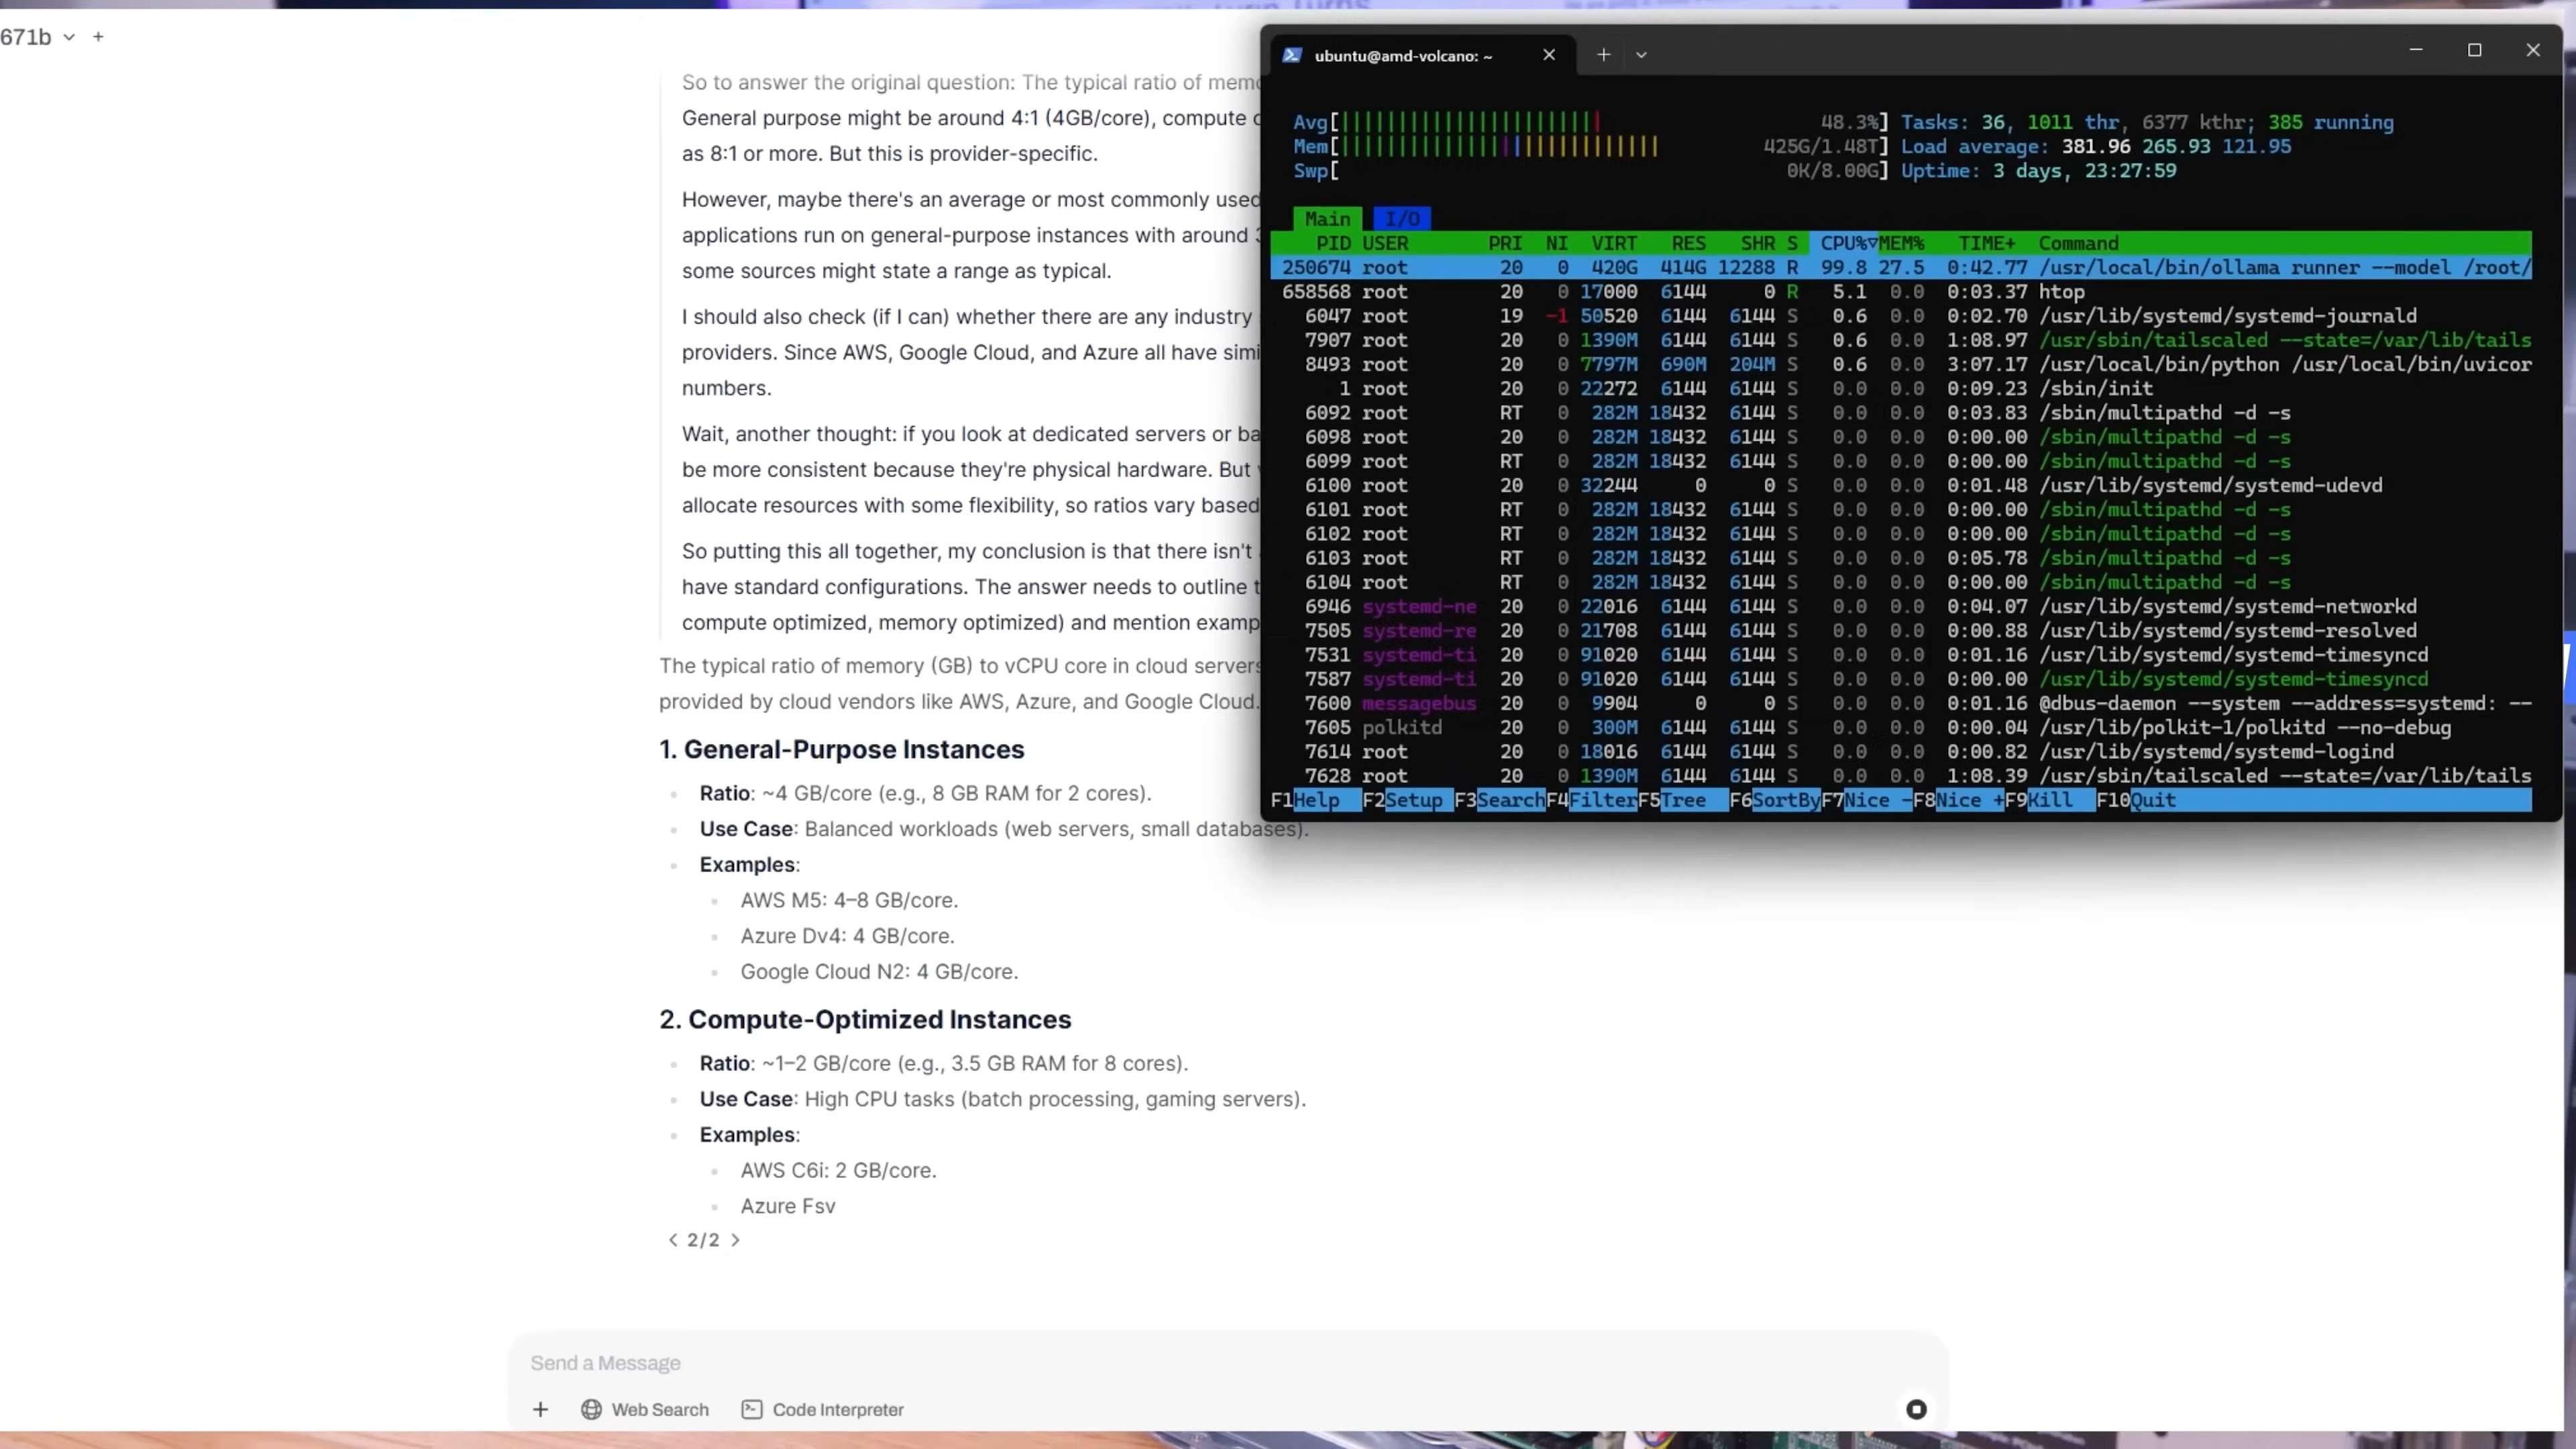 671b
So to answer the original question: The typical ratio of mem
General purpose might be around 4:1 (4GB/core), compute
as 8:1 or more. But this is provider-specific.
However, maybe there's an average or most commonly used
applications run on general-purpose instances with around
some sources might state a range as typical.
I should also check (if I can) whether there are any industry
providers. Since AWS, Google Cloud, and Azure all have simi
numbers.
Wait, another thought: if you look at dedicated servers or ba
be more consistent because they're physical hardware. But
allocate resources with some flexibility, so ratios vary based
So putting this all together, my conclusion is that there isn't
have standard configurations. The answer needs to outline t
compute optimized, memory optimized) and mention examp
The typical ratio of memory (GB) to vCPU core in cloud servers
provided by cloud vendors like AWS, Azure, and Google Cloud.
1. General-Purpose Instances
Ratio: ~4 GB/core (e.g., 8 GB RAM for 2 cores).
Use Case: Balanced workloads (web servers, small databases).
Examples:
AWS M5: 4–8 GB/core.
Azure Dv4: 4 GB/core.
Google Cloud N2: 4 GB/core.
2. Compute-Optimized Instances
Ratio: ~1–2 GB/core (e.g., 3.5 GB RAM for 8 cores).
Use Case: High CPU tasks (batch processing, gaming servers).
Examples:
AWS C6i: 2 GB/core.
Azure Fsv
2/2
Send a Message
Web Search Code Interpreter
ubuntu@amd-volcano: ~
Avg[ 48.3%] Tasks: 36, 1011 thr, 6377 kthr; 385 running
Mem[ 425G/1.48T] Load average: 381.96 265.93 121.95
Swp[ 0K/8.00G] Uptime: 3 days, 23:27:59
Main I/O
PID USER PRI NI VIRT RES SHR S CPU%▽MEM% TIME+ Command
250674 root 20 0 420G 414G 12288 R 99.8 27.5 0:42.77 /usr/local/bin/ollama runner --model /root/
658568 root 20 0 17000 6144 0 R 5.1 0.0 0:03.37 htop
6047 root 19 -1 50520 6144 6144 S 0.6 0.0 0:02.70 /usr/lib/systemd/systemd-journald
7907 root 20 0 1390M 6144 6144 S 0.6 0.0 1:08.97 /usr/sbin/tailscaled --state=/var/lib/tails
8493 root 20 0 7797M 690M 204M S 0.6 0.0 3:07.17 /usr/local/bin/python /usr/local/bin/uvicor
1 root 20 0 22272 6144 6144 S 0.0 0.0 0:09.23 /sbin/init
6092 root RT 0 282M 18432 6144 S 0.0 0.0 0:03.83 /sbin/multipathd -d -s
6098 root 20 0 282M 18432 6144 S 0.0 0.0 0:00.00 /sbin/multipathd -d -s
6099 root RT 0 282M 18432 6144 S 0.0 0.0 0:00.00 /sbin/multipathd -d -s
6100 root 20 0 32244 0 0 S 0.0 0.0 0:01.48 /usr/lib/systemd/systemd-udevd
6101 root RT 0 282M 18432 6144 S 0.0 0.0 0:00.00 /sbin/multipathd -d -s
6102 root RT 0 282M 18432 6144 S 0.0 0.0 0:00.00 /sbin/multipathd -d -s
6103 root RT 0 282M 18432 6144 S 0.0 0.0 0:05.78 /sbin/multipathd -d -s
6104 root RT 0 282M 18432 6144 S 0.0 0.0 0:00.00 /sbin/multipathd -d -s
6946 systemd-ne 20 0 22016 6144 6144 S 0.0 0.0 0:04.07 /usr/lib/systemd/systemd-networkd
7505 systemd-re 20 0 21708 6144 6144 S 0.0 0.0 0:00.88 /usr/lib/systemd/systemd-resolved
7531 systemd-ti 20 0 91020 6144 6144 S 0.0 0.0 0:01.16 /usr/lib/systemd/systemd-timesyncd
7587 systemd-ti 20 0 91020 6144 6144 S 0.0 0.0 0:00.00 /usr/lib/systemd/systemd-timesyncd
7600 messagebus 20 0 9904 0 0 S 0.0 0.0 0:01.16 @dbus-daemon --system --address=systemd: --
7605 polkitd 20 0 300M 6144 6144 S 0.0 0.0 0:00.04 /usr/lib/polkit-1/polkitd --no-debug
7614 root 20 0 18016 6144 6144 S 0.0 0.0 0:00.82 /usr/lib/systemd/systemd-logind
7628 root 20 0 1390M 6144 6144 S 0.0 0.0 1:08.39 /usr/sbin/tailscaled --state=/var/lib/tails
F1Help F2Setup F3SearchF4FilterF5Tree F6SortByF7Nice -F8Nice +F9Kill F10Quit